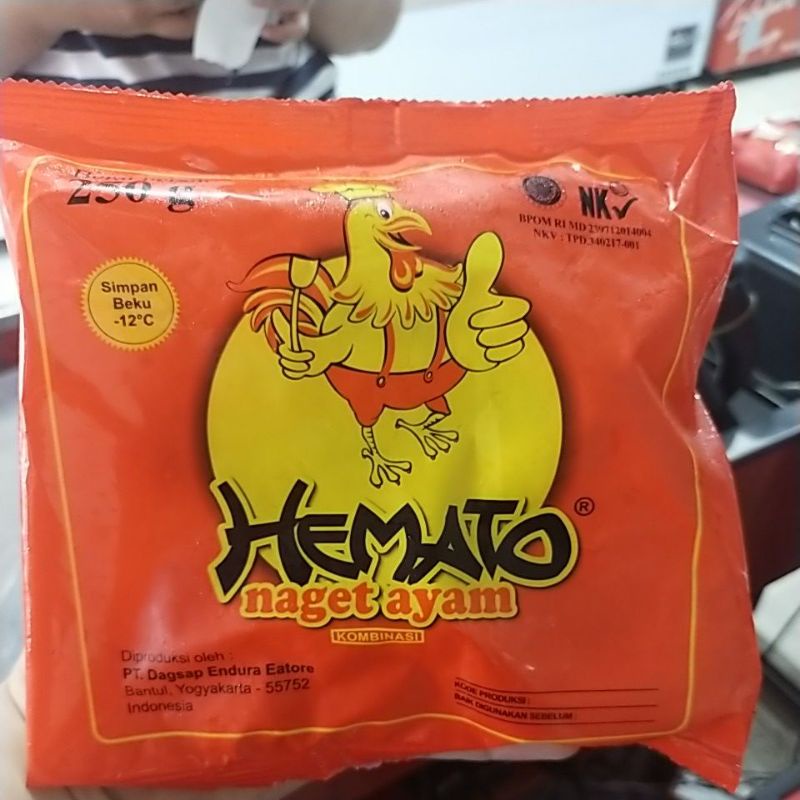 250 g
NKV
BPOM RI MD 239712014004
NKV : TPD 340217-001
Simpan
Beku
-12°C
HEMATO ®
naget ayam
KOMBINASI
Diproduksi oleh :
PT. Dagsap Endura Eatore
Bantul, Yogyakarta - 55752
Indonesia
KODE PRODUKSI :
BAIK DIGUNAKAN SEBELUM :